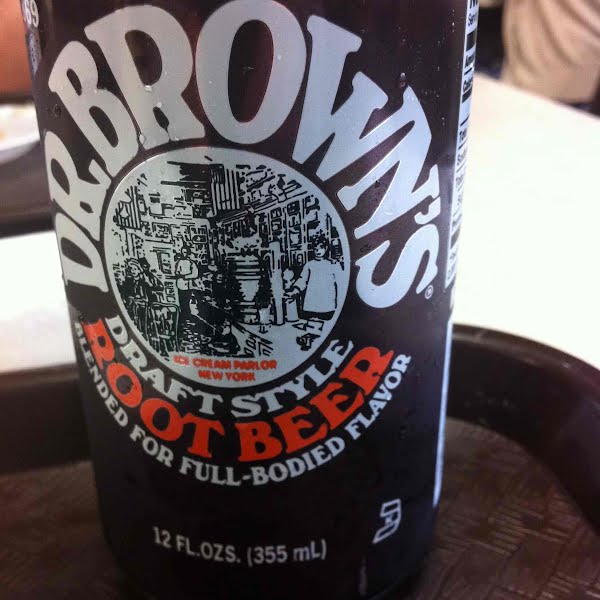 69
DR. BROWN'S
ICE CREAM PARLOR
NEW YORK
DRAFT STYLE
ROOT BEER
BLENDED FOR FULL-BODIED FLAVOR
12 FL.OZS. (355 mL)